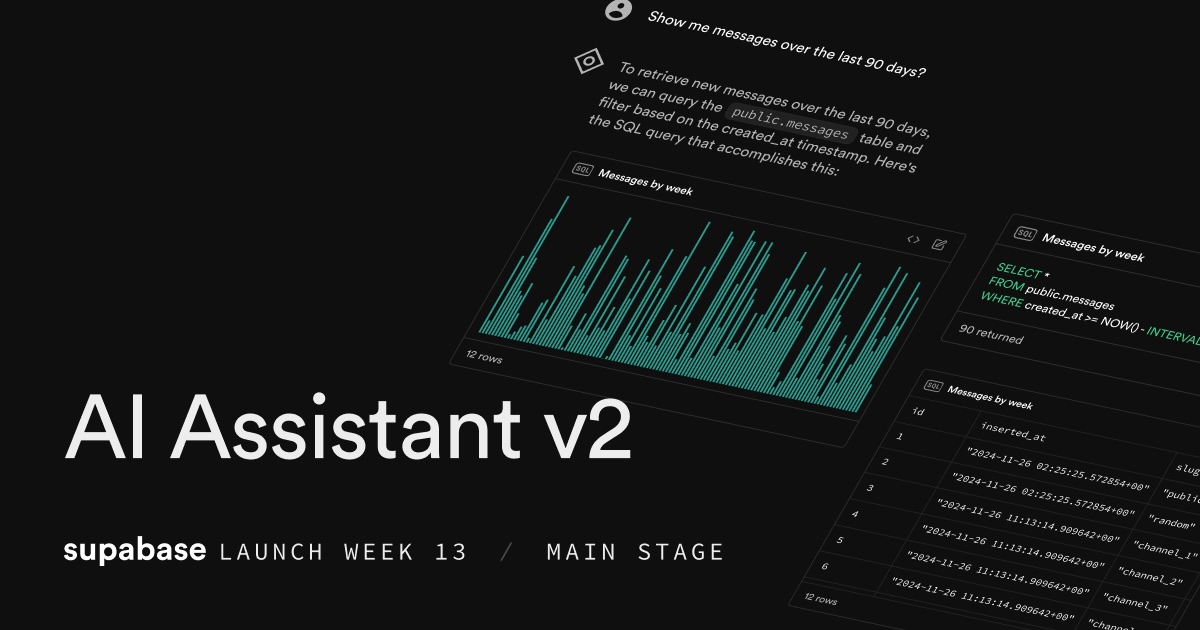 Show me messages over the last 90 days?
To retrieve new messages over the last 90 days,
we can query the public.messages table and
filter based on the created_at timestamp. Here's
the SQL query that accomplishes this:
SQL Messages by week
12 rows
SQL Messages by week
SELECT *
FROM public.messages
WHERE created_at >= NOW() - INTERVAL
90 returned
SQL Messages by week
id inserted_at slug
1 "2024-11-26 02:25:25.572854+00" "public
2 "2024-11-26 02:25:25.572854+00" "random"
3 "2024-11-26 11:13:14.909642+00" "channel_1"
4 "2024-11-26 11:13:14.909642+00" "channel_2"
5 "2024-11-26 11:13:14.909642+00" "channel_3"
6 "2024-11-26 11:13:14.909642+00" "channel
12 rows
AI Assistant v2
supabase LAUNCH WEEK 13 / MAIN STAGE